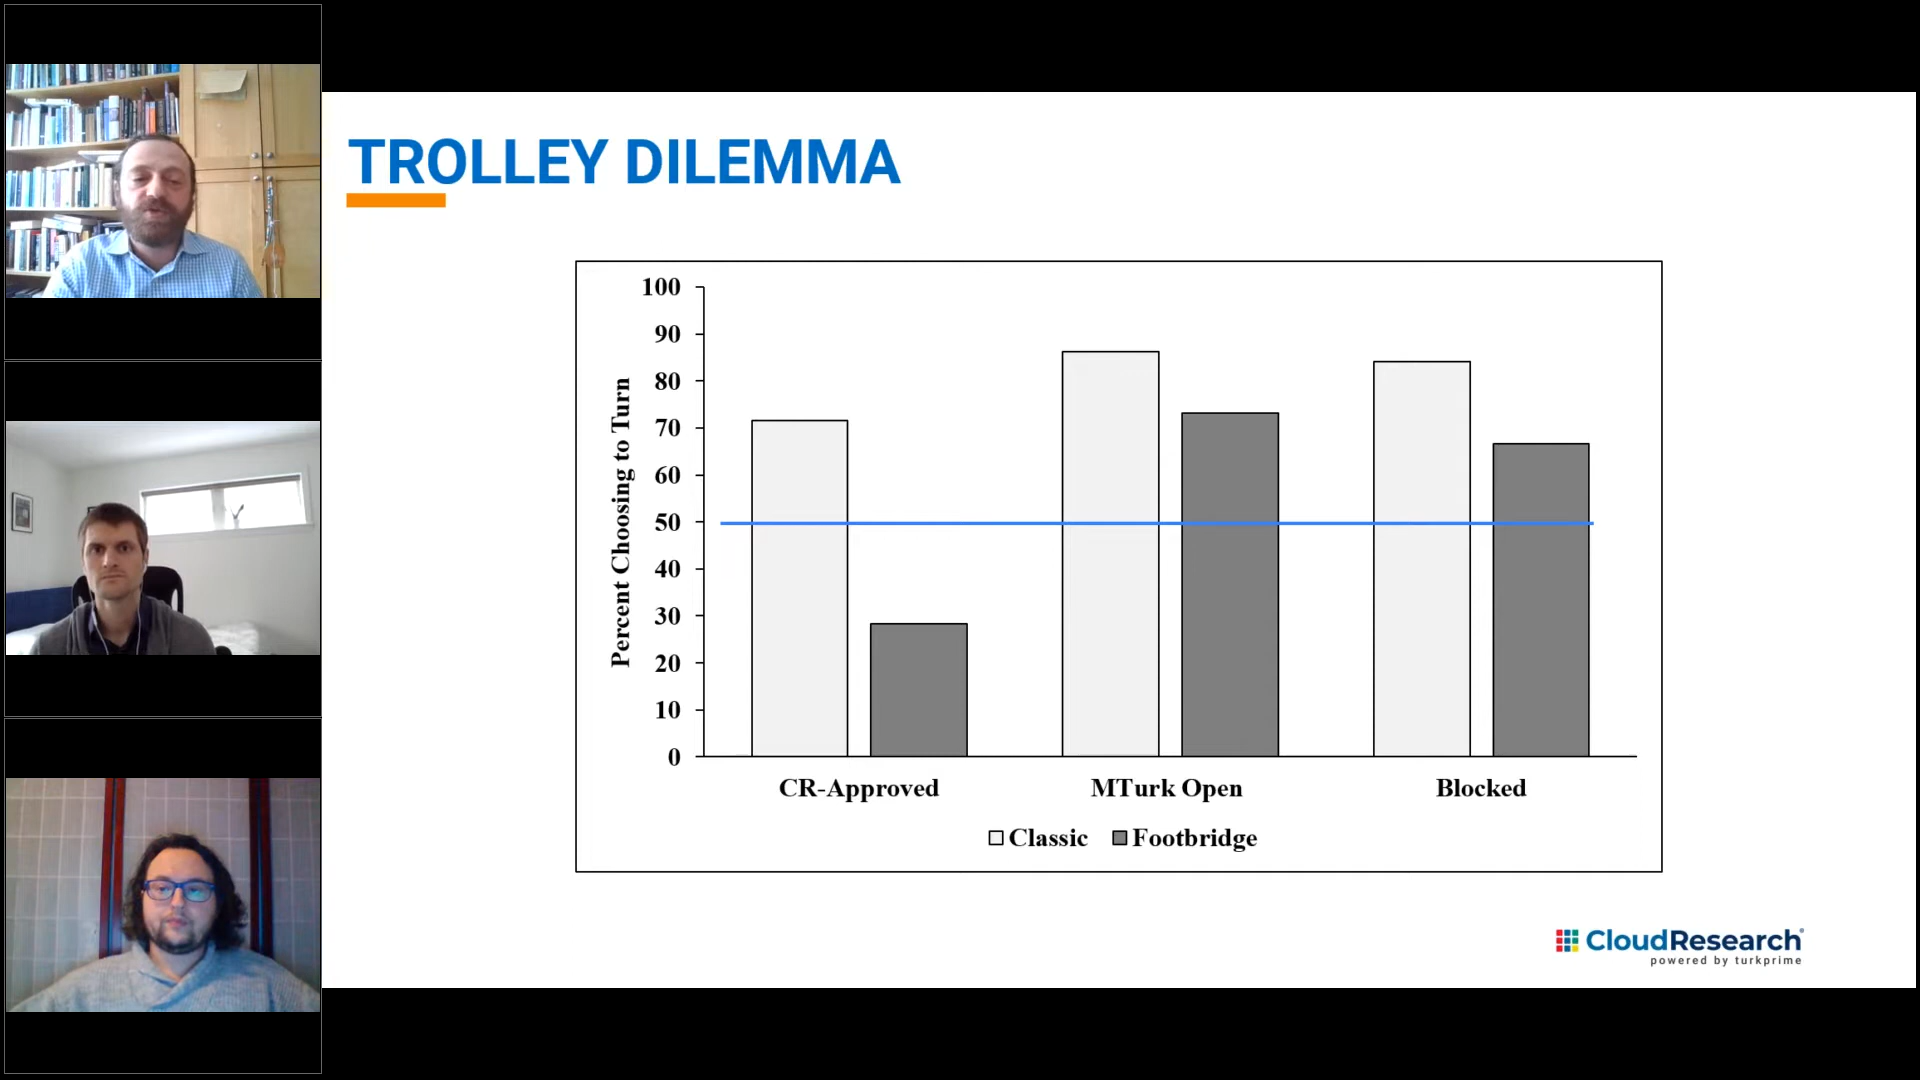 TROLLEY DILEMMA
100
90
80
70
60
50
40
30
20
10
0
Percent Choosing to Turn
CR-Approved
MTurk Open
Blocked
Classic
Footbridge
CloudResearch
powered by turkprime